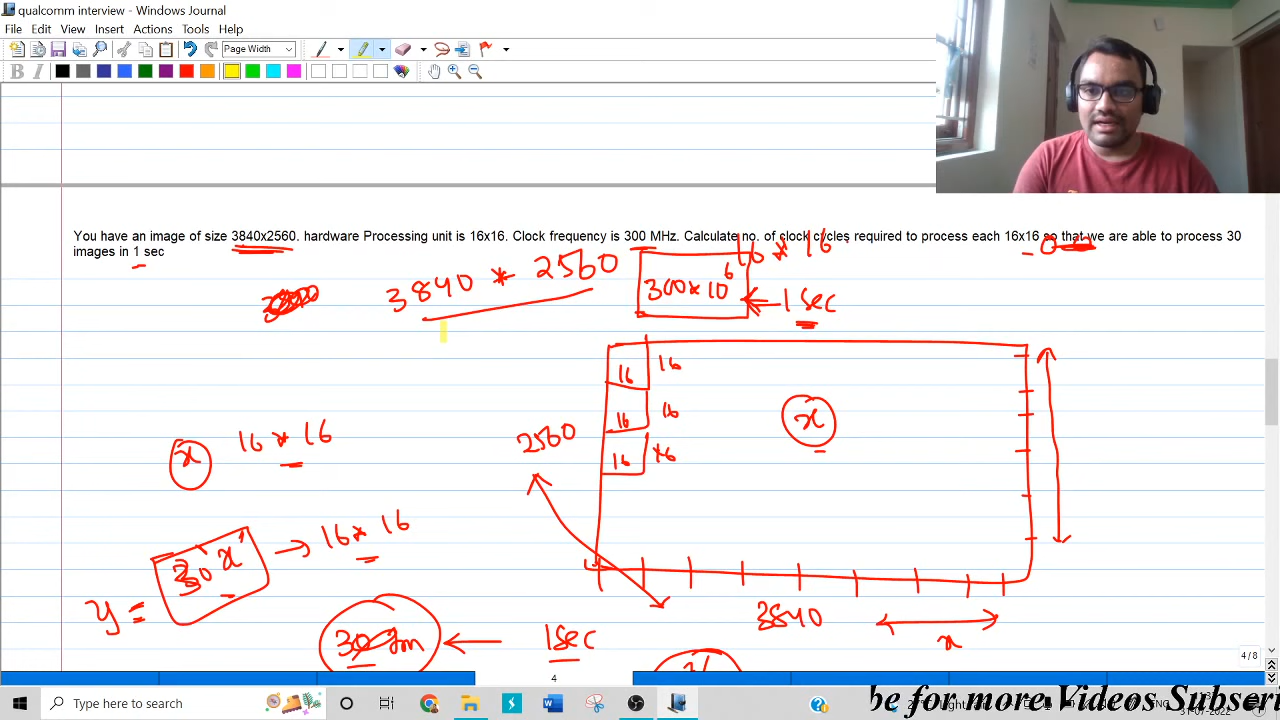 qualcomm interview - Windows Journal
File Edit View Insert Actions Tools Help
Page Width
B I
You have an image of size 3840x2560. hardware Processing unit is 16x16. Clock frequency is 300 MHz. Calculate no. of clock cycles required to process each 16x16 so that we are able to process 30
images in 1 sec
3840 * 2560
16 * 16
300 x 10^6
1 sec
16 16
16 16
16 16
2560
x
x 16 * 16
30 x → 16 * 16
y =
3840
x
1sec
4/8
4
Type here to search
be for more Videos Subscri